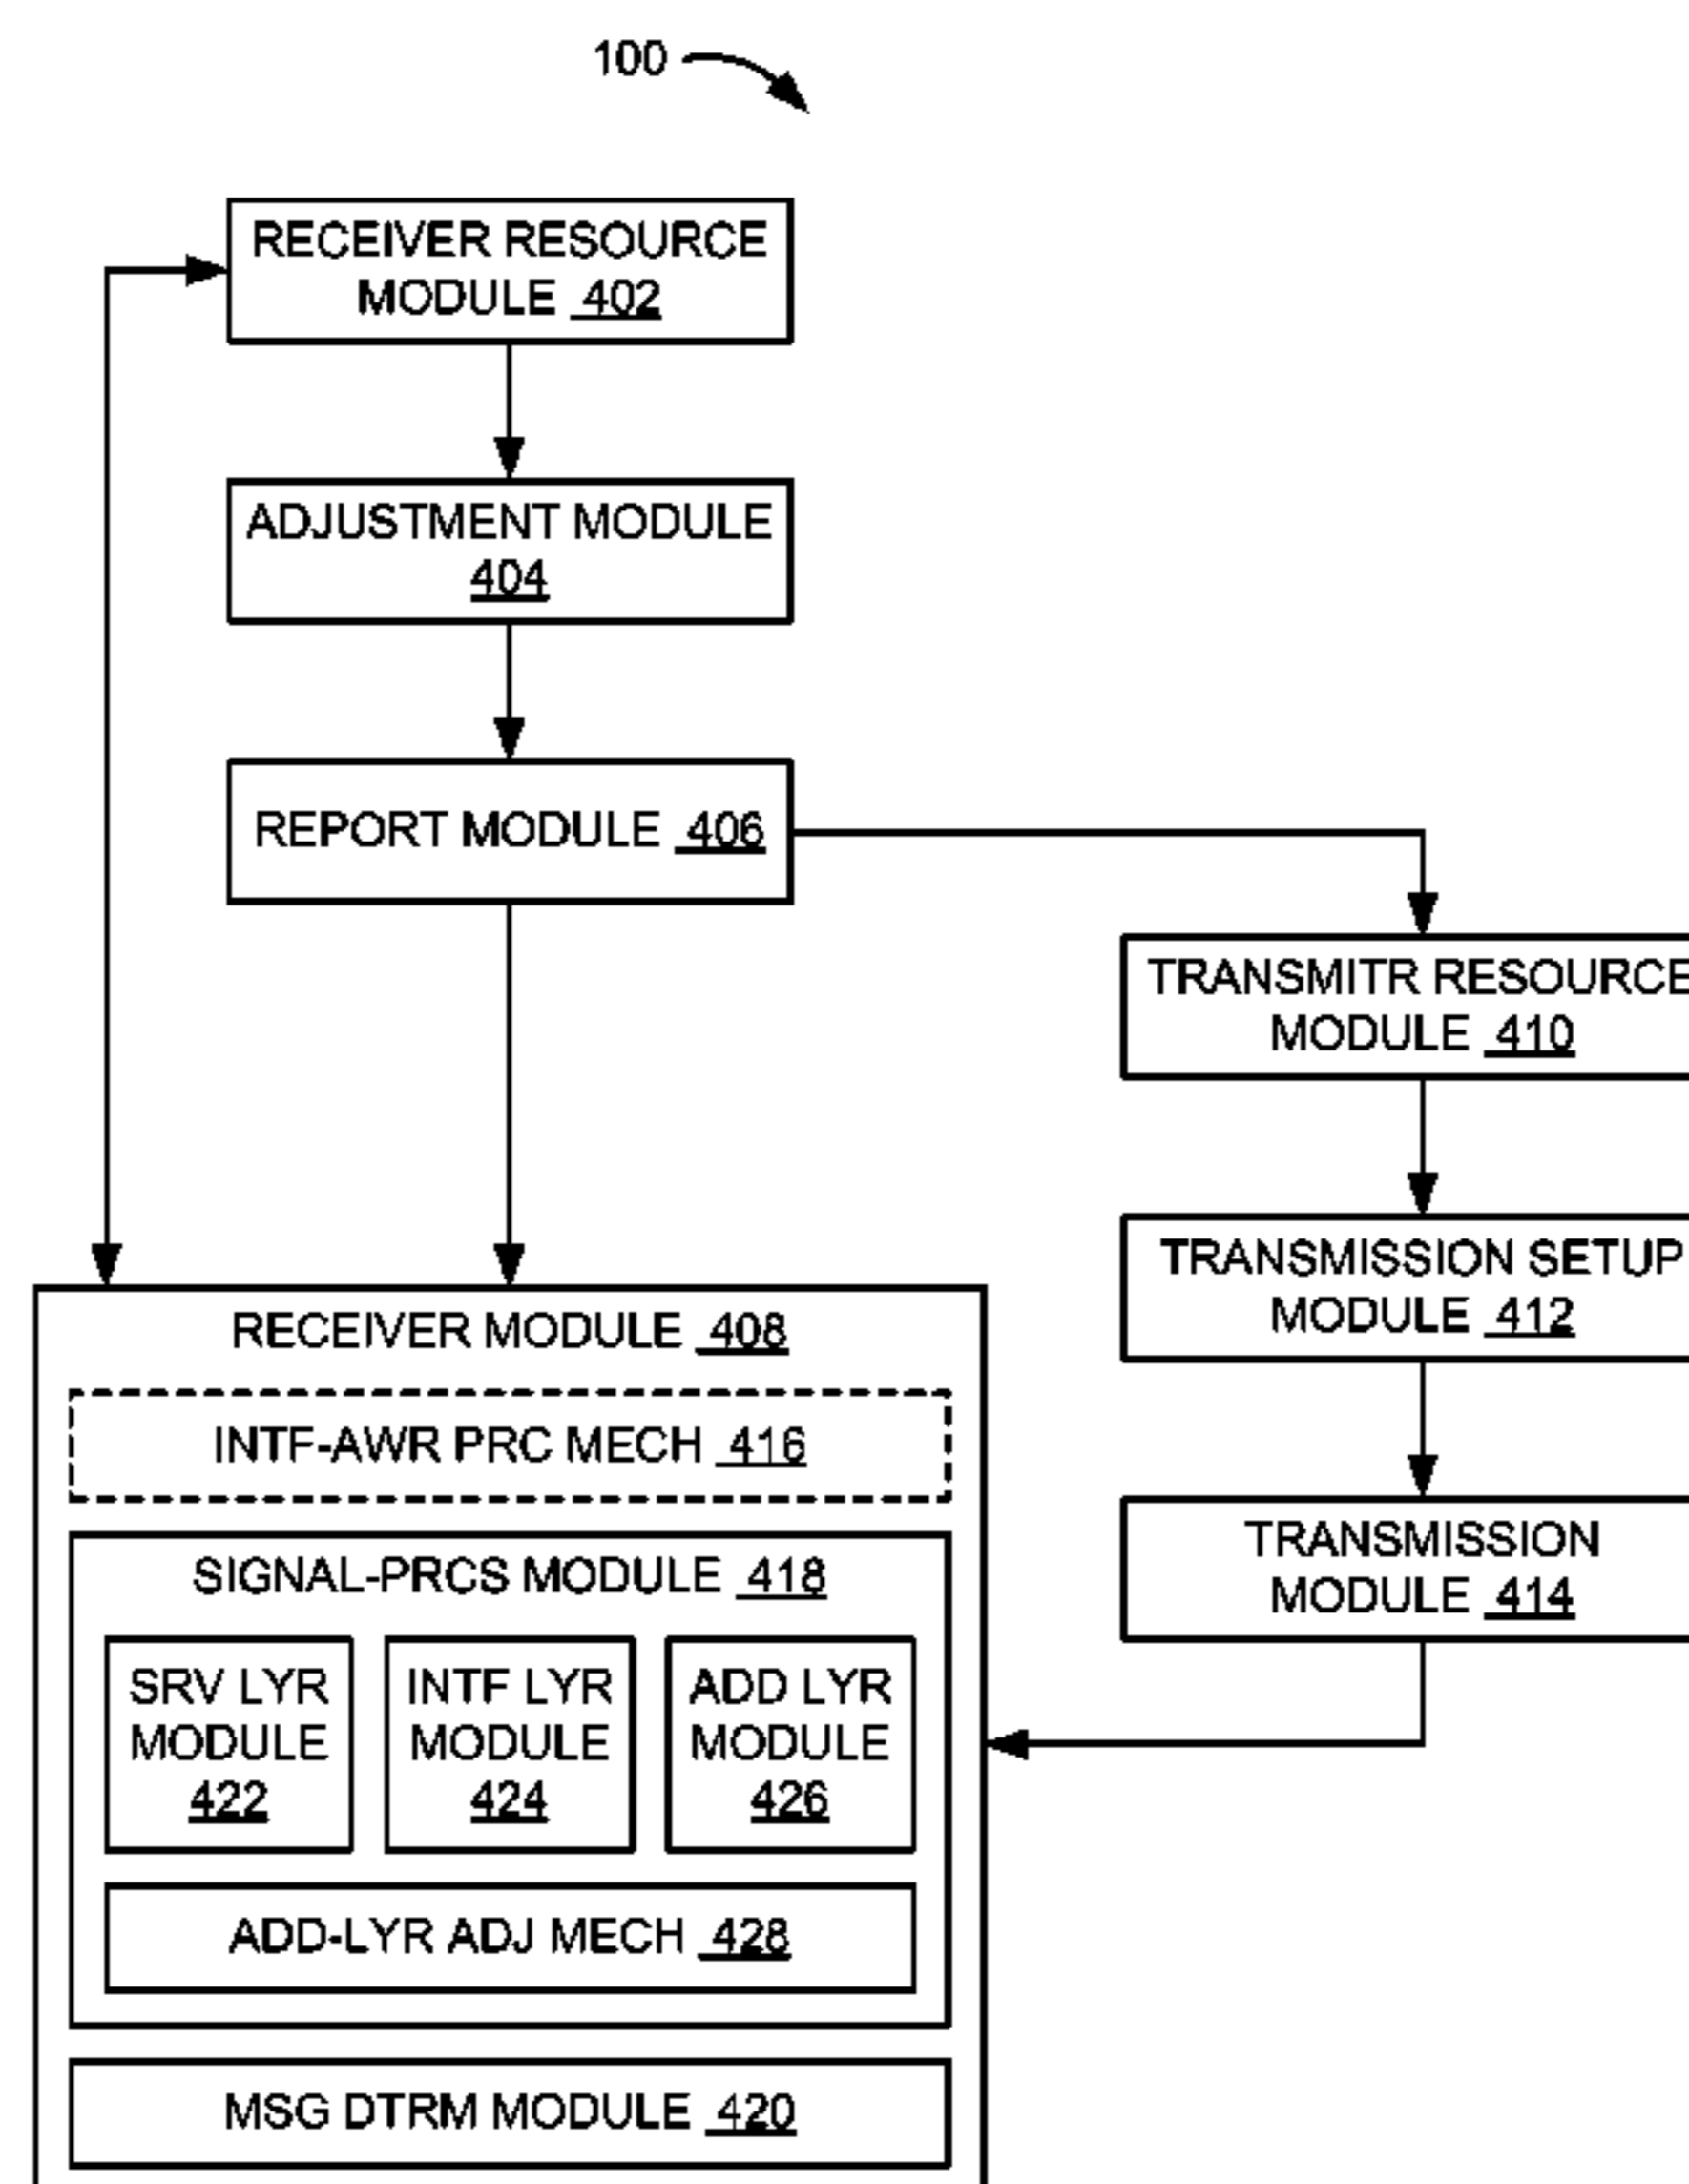 100
RECEIVER RESOURCE
MODULE 402
ADJUSTMENT MODULE
404
REPORT MODULE 406
TRANSMITR RESOURCE
MODULE 410
TRANSMISSION SETUP
MODULE 412
TRANSMISSION
MODULE 414
RECEIVER MODULE 408
INTF-AWR PRC MECH 416
SIGNAL-PRCS MODULE 418
SRV LYR
MODULE
422
INTF LYR
MODULE
424
ADD LYR
MODULE
426
ADD-LYR ADJ MECH 428
MSG DTRM MODULE 420